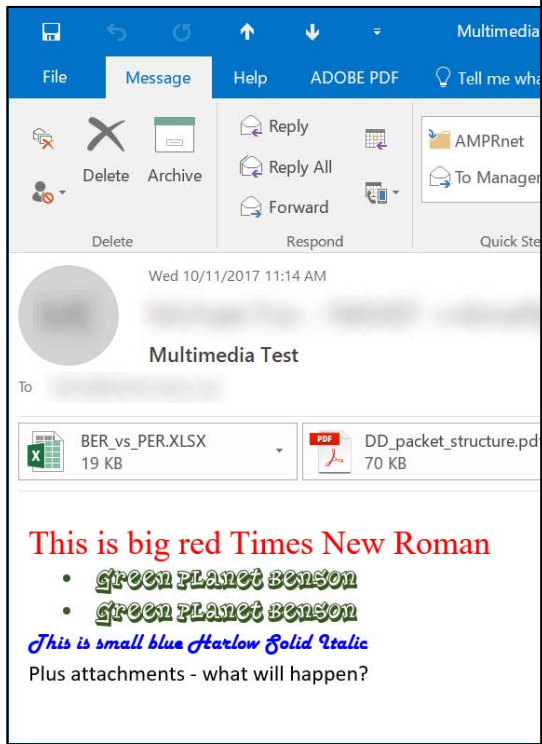 Multimedia
File Message Help ADOBE PDF Tell me wha
Delete Archive
Reply
Reply All
Forward
AMPRnet
To Manager
Delete Respond Quick Ste
Wed 10/11/2017 11:14 AM
Multimedia Test
To
BER_vs_PER.XLSX
19 KB
PDF
DD_packet_structure.pd
70 KB
This is big red Times New Roman
• Green Planet Benson
• Green Planet Benson
This is small blue Harlow Solid Italic
Plus attachments - what will happen?